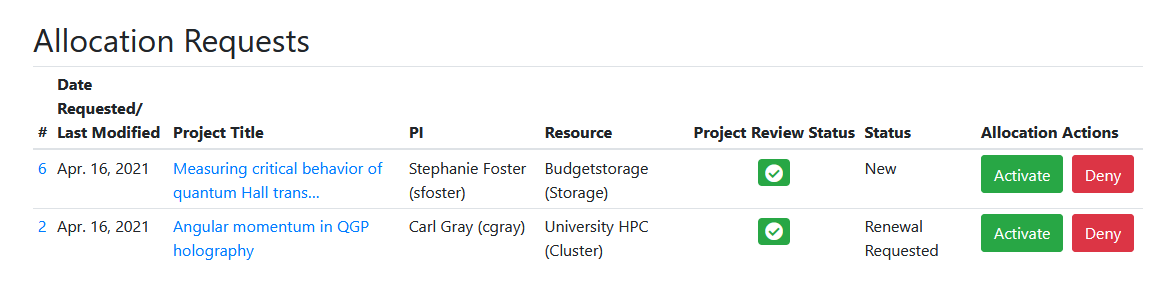 Allocation Requests
Date
Requested/
# Last Modified Project Title PI Resource Project Review Status Status Allocation Actions
6 Apr. 16, 2021 Measuring critical behavior of Stephanie Foster Budgetstorage New Activate Deny
quantum Hall trans... (sfoster) (Storage)
2 Apr. 16, 2021 Angular momentum in QGP Carl Gray (cgray) University HPC Renewal Activate Deny
holography (Cluster) Requested